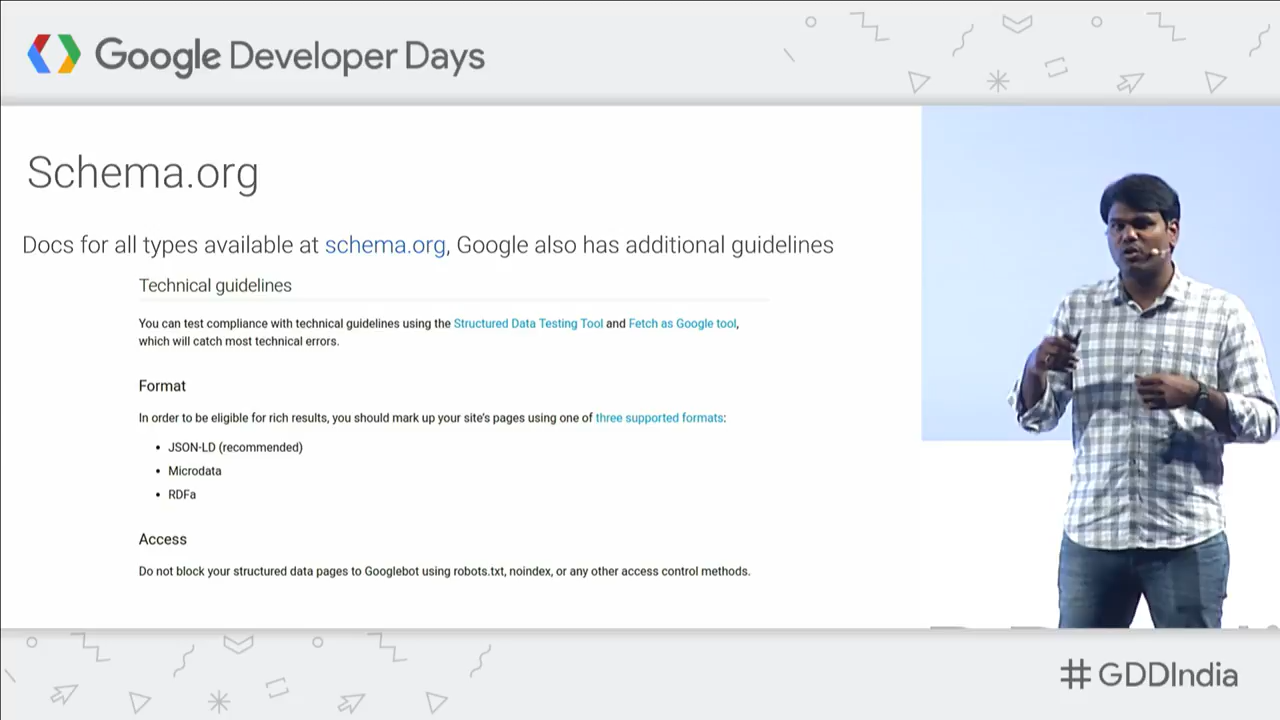 Google Developer Days
Schema.org
Docs for all types available at schema.org, Google also has additional guidelines
Technical guidelines
You can test compliance with technical guidelines using the Structured Data Testing Tool and Fetch as Google tool,
which will catch most technical errors.
Format
In order to be eligible for rich results, you should mark up your site's pages using one of three supported formats:
• JSON-LD (recommended)
• Microdata
• RDFa
Access
Do not block your structured data pages to Googlebot using robots.txt, noindex, or any other access control methods.
#GDDIndia